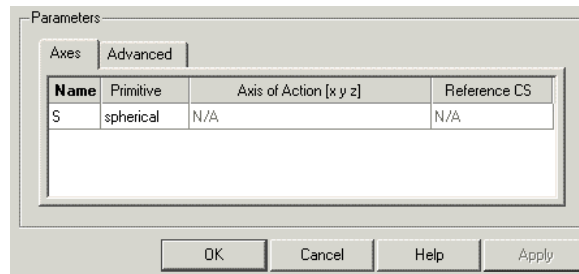 Parameters
Axes Advanced
Name Primitive Axis of Action [x y z] Reference CS
S spherical N/A N/A
OK Cancel Help Apply